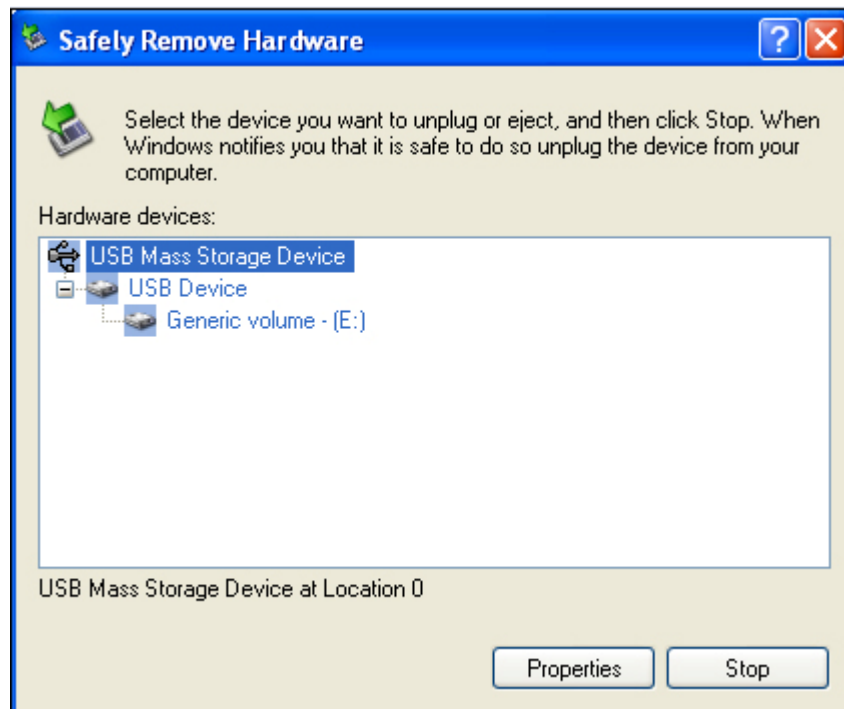 Safely Remove Hardware
Select the device you want to unplug or eject, and then click Stop. When
Windows notifies you that it is safe to do so unplug the device from your
computer.
Hardware devices:
USB Mass Storage Device
USB Device
Generic volume - (E:)
USB Mass Storage Device at Location 0
Properties Stop